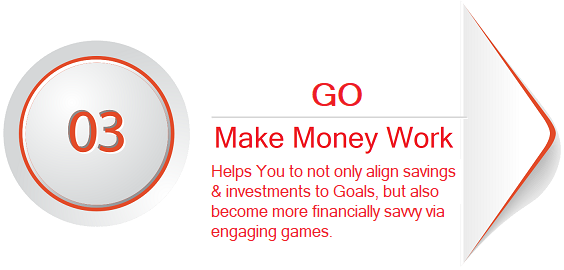 03
GO
Make Money Work
Helps You to not only align savings
& investments to Goals, but also
become more financially savvy via
engaging games.